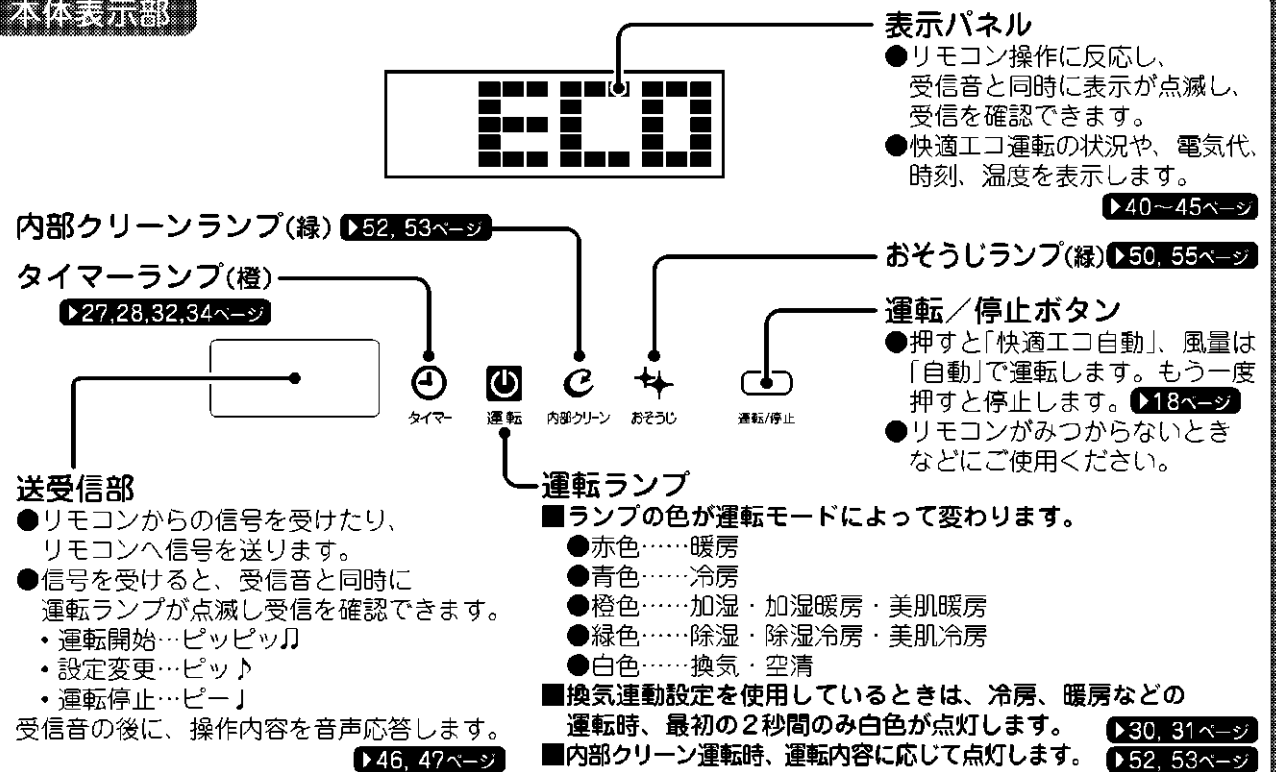 本体表示部
ECO
表示パネル
●リモコン操作に反応し、
受信音と同時に表示が点滅し、
受信を確認できます。
●快適エコ運転の状況や、電気代、
時刻、温度を表示します。
▶40~45ページ
内部クリーンランプ(緑) ▶52, 53ページ
タイマーランプ(橙)
▶27,28,32,34ページ
おそうじランプ(緑) ▶50, 55ページ
運転/停止ボタン
●押すと「快適エコ自動」、風量は
「自動」で運転します。もう一度
押すと停止します。 ▶18ページ
●リモコンがみつからないとき
などにご使用ください。
タイマー
運転
内部クリーン
おそうじ
運転/停止
送受信部
●リモコンからの信号を受けたり、
リモコンへ信号を送ります。
●信号を受けると、受信音と同時に
運転ランプが点滅し受信を確認できます。
・運転開始…ピッピッ♫
・設定変更…ピッ♪
・運転停止…ピー♩
受信音の後に、操作内容を音声応答します。
▶46, 47ページ
運転ランプ
■ランプの色が運転モードによって変わります。
●赤色……暖房
●青色……冷房
●橙色……加湿・加湿暖房・美肌暖房
●緑色……除湿・除湿冷房・美肌冷房
●白色……換気・空清
■換気連動設定を使用しているときは、冷房、暖房などの
運転時、最初の2秒間のみ白色が点灯します。 ▶30, 31ページ
■内部クリーン運転時、運転内容に応じて点灯します。 ▶52, 53ページ